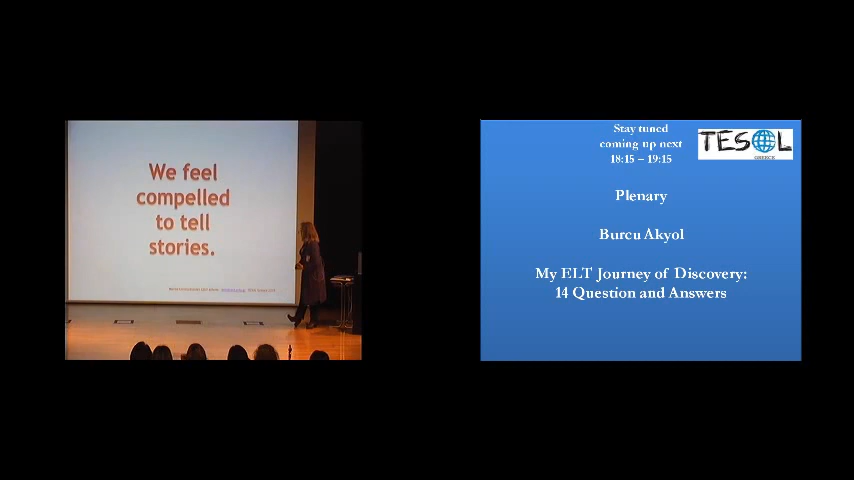 We feel
compelled
to tell
stories.
Stay tuned
coming up next
18:15 – 19:15
TESOL
GREECE
Plenary
Burcu Akyol
My ELT Journey of Discovery:
14 Question and Answers